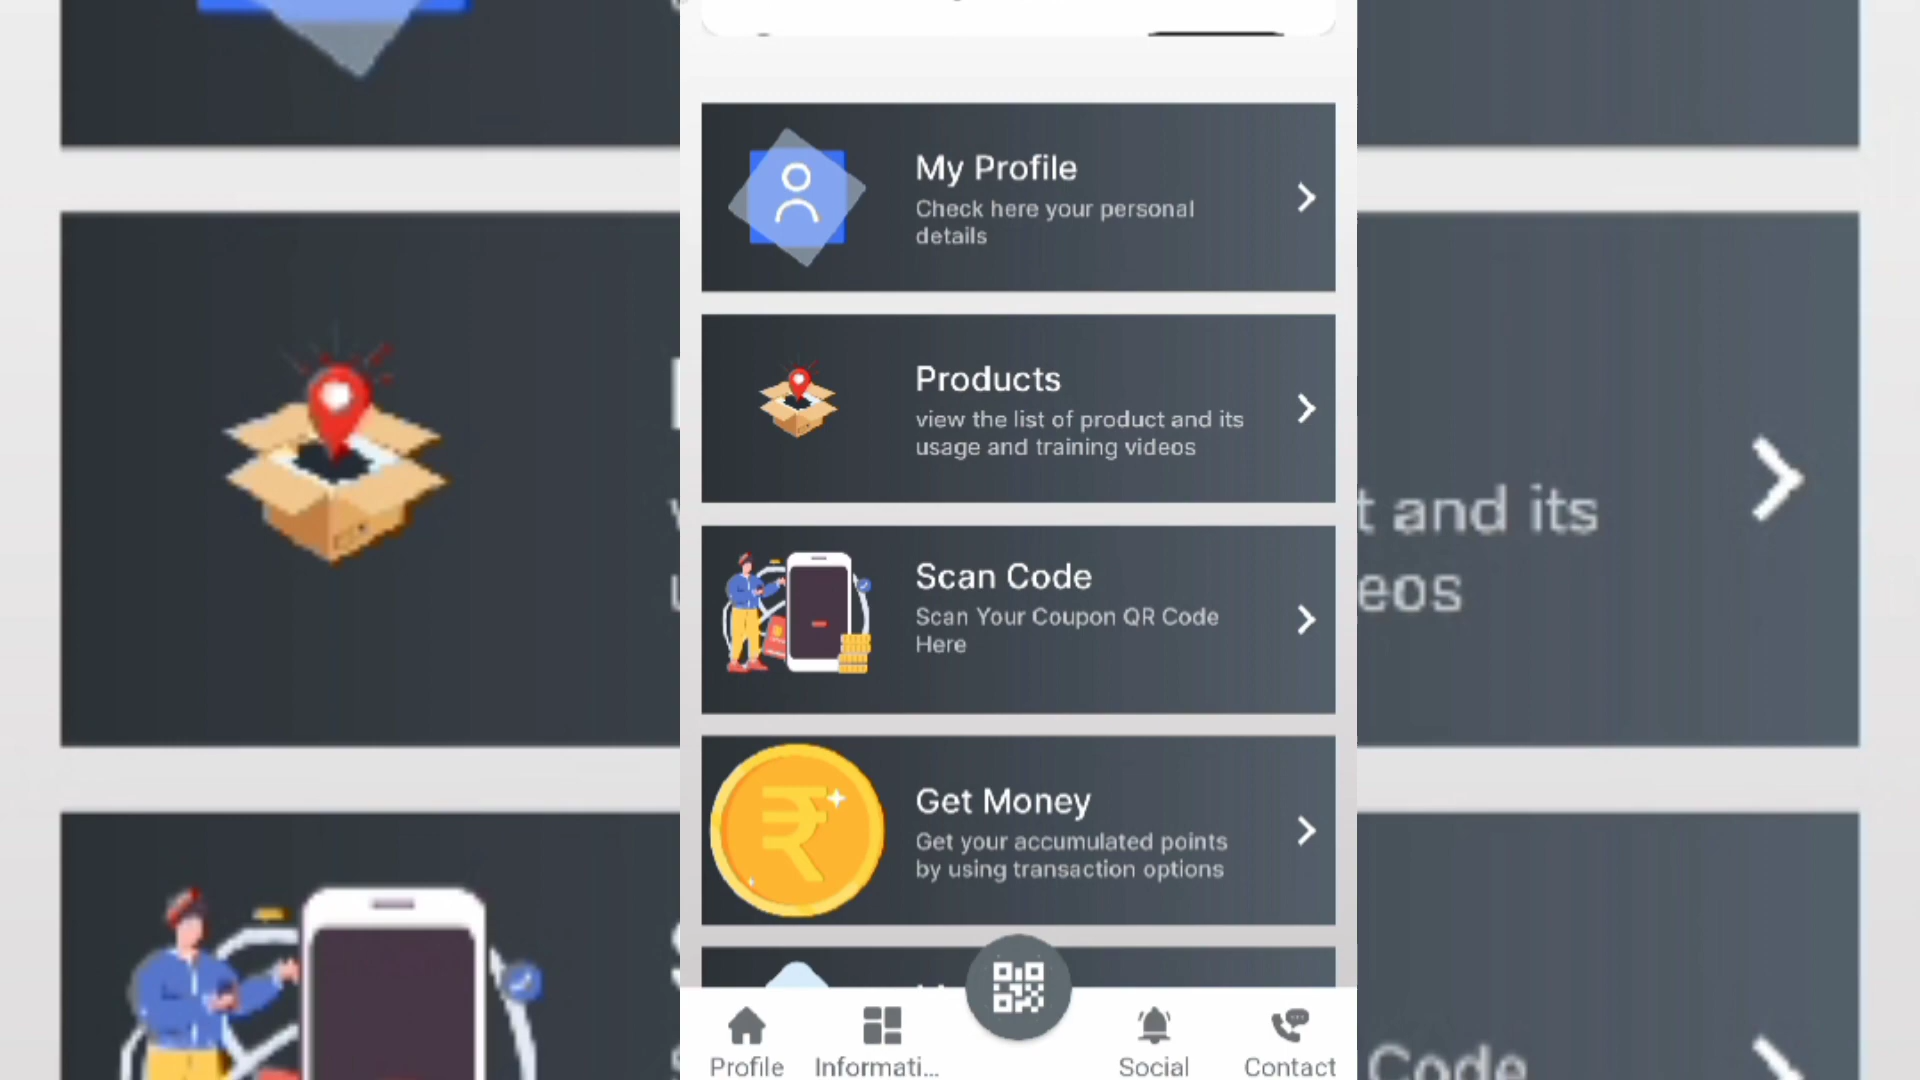 My Profile
Check here your personal
details
Products
view the list of product and its
usage and training videos
t and its
eos
Scan Code
Scan Your Coupon QR Code
Here
Get Money
Get your accumulated points
by using transaction options
Profile
Informati...
Social
Contact
Code